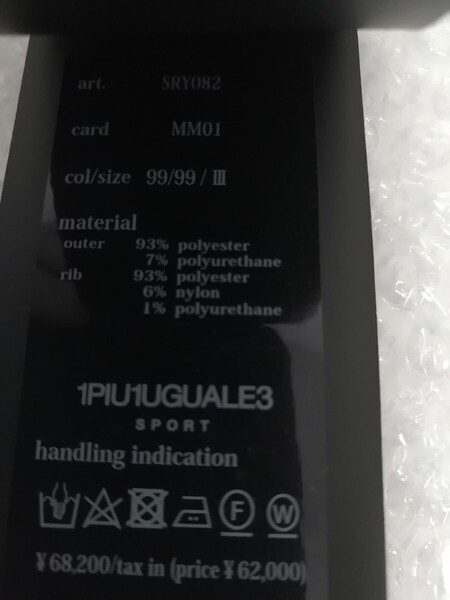 art. SRY082
card MM01
col/size 99/99 / Ⅲ
material
outer 93% polyester
7% polyurethane
rib 93% polyester
6% nylon
1% polyurethane
1PIU1UGUALE3
SPORT
handling indication
F W
¥68,200/tax in (price ¥62,000)